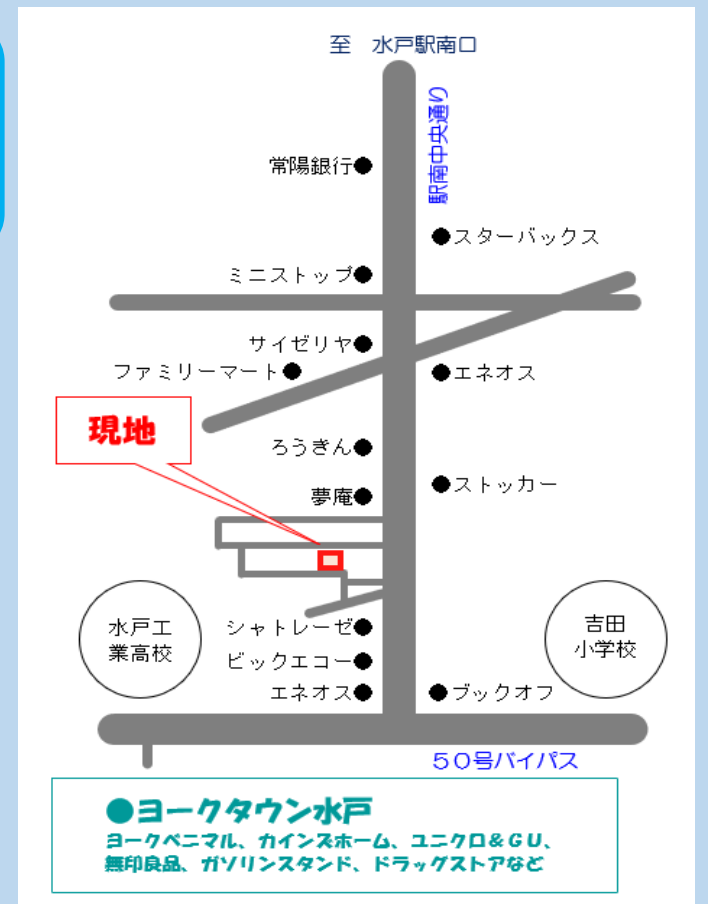 至　水戸駅南口
駅南中央通り
常陽銀行●
●スターバックス
ミニストップ●
サイゼリヤ●
ファミリーマート●
●エネオス
現地
ろうきん●
●ストッカー
夢庵●
水戸工
業高校
シャトレーゼ●
吉田
小学校
ビックエコー●
エネオス●
●ブックオフ
５０号バイパス
●ヨークタウン水戸
ヨークベニマル、カインズホーム、ユニクロ＆ＧＵ、
無印良品、ガソリンスタンド、ドラッグストアなど